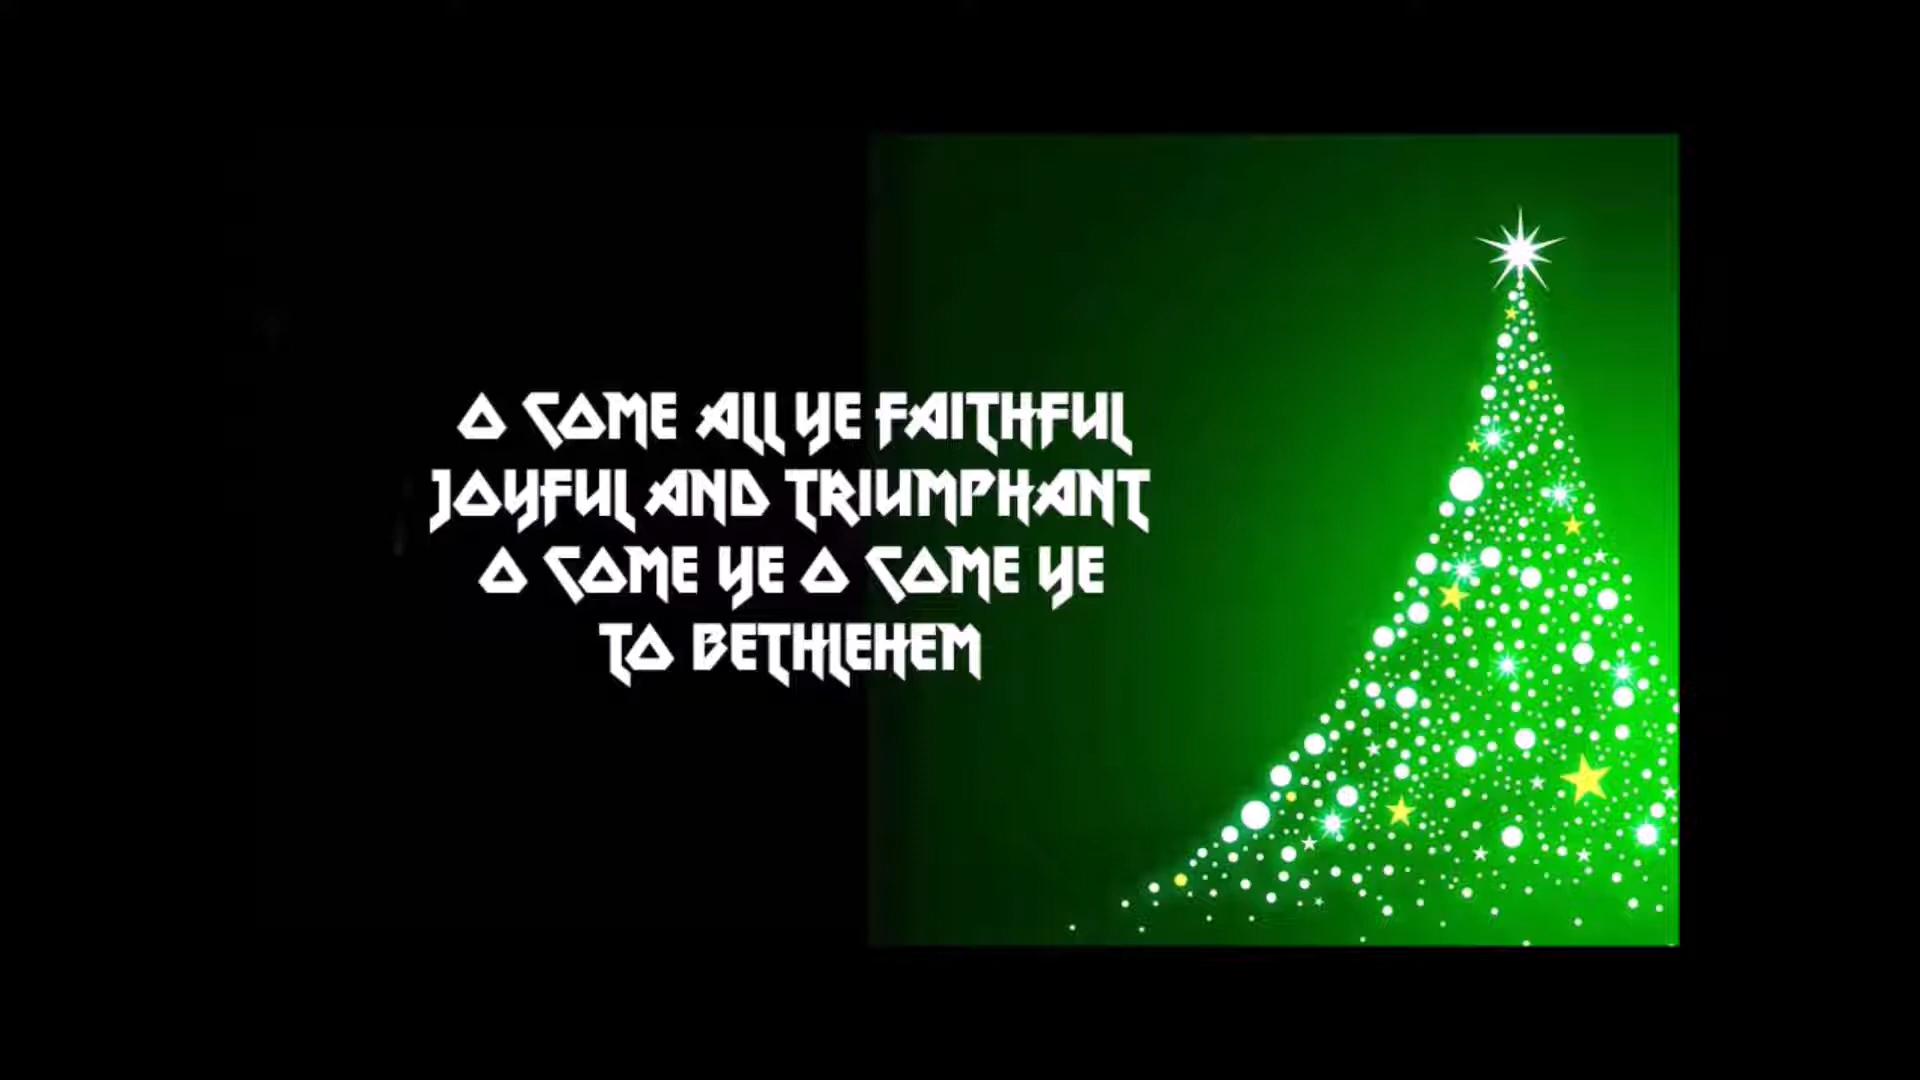 O COME ALL YE FAITHFUL
JOYFUL AND TRIUMPHANT
O COME YE O COME YE
TO BETHLEHEM